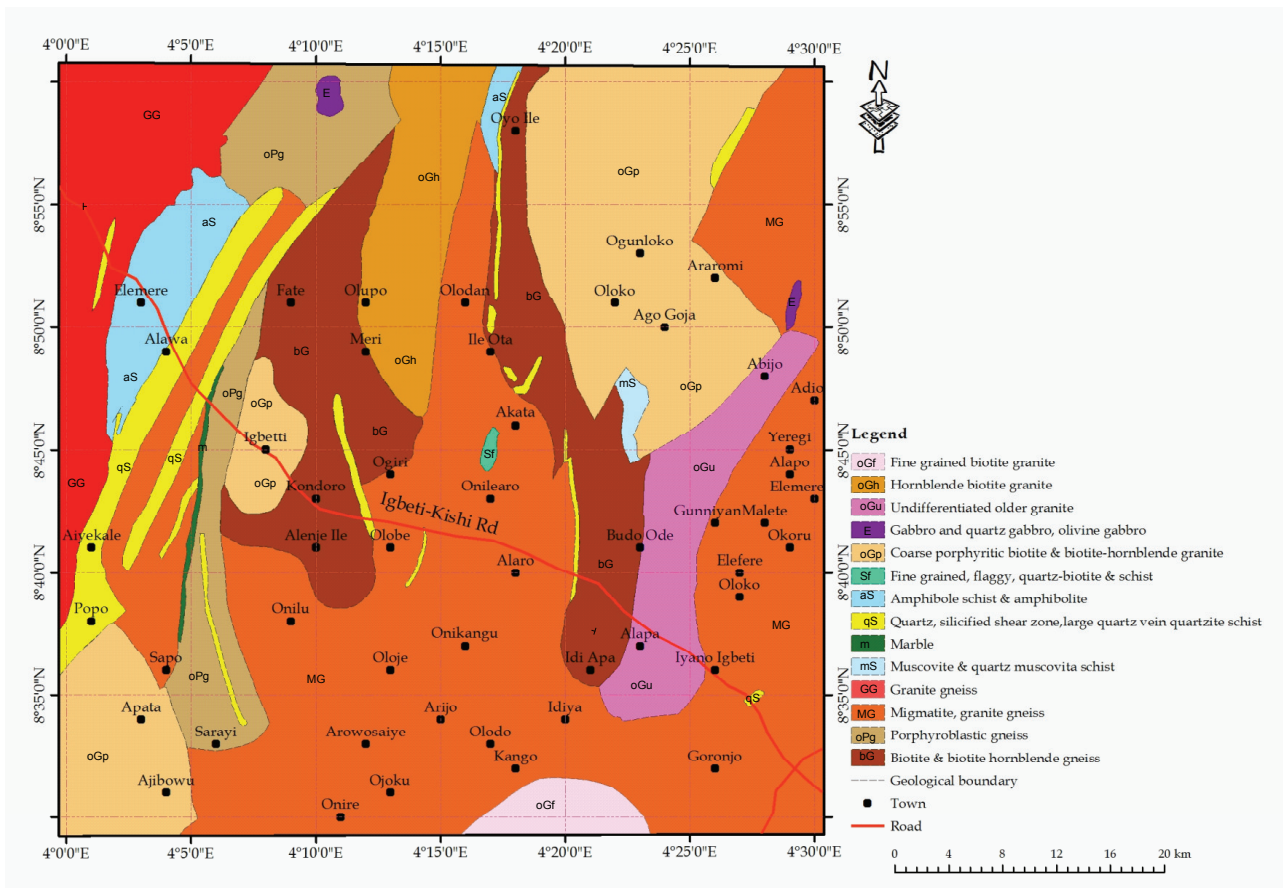 4°0'0"E 4°5'0"E 4°10'0"E 4°15'0"E 4°20'0"E 4°25'0"E 4°30'0"E
N
E
aS
GG
Oyo Ile
oPg
oGp
oGh
8°55'0"N 8°55'0"N
aS
MG
Ogunloko
Araromi
Elemere
Fate
Olupo
Olodan
bG
Oloko
E
Ago Goja
8°50'0"N 8°50'0"N
Alawa
bG
Meri
Ile Ota
oGh
Abijo
aS
mS
oGp
Adio
oPg
oGp
Akata
bG
Igbetti
m
Yeregi
8°45'0"N 8°45'0"N
qS
qS
Sf
oGu
Ogiri
Alapo
GG
oGp
Kondoro
Onilearo
Elemere
Igbeti-Kishi Rd
Gunniyan
Malete
Aiyekale
Alenje Ile
Olobe
Budo Ode
Okoru
8°40'0"N 8°40'0"N
Alaro
bG
Elefere
Oloko
Popo
Onilu
MG
Onikangu
Alapa
Sapo
Oloje
Idi Apa
Iyano Igbeti
oPg
MG
oGu
8°35'0"N 8°35'0"N
qS
Apata
Arijo
Idiya
Sarayi
Arowosaiye
Olodo
oGp
Kango
Goronjo
Ajibowu
Ojoku
oGf
Onire
4°0'0"E 4°5'0"E 4°10'0"E 4°15'0"E 4°20'0"E 4°25'0"E 4°30'0"E
Legend
oGf Fine grained biotite granite
oGh Hornblende biotite granite
oGu Undifferentiated older granite
E Gabbro and quartz gabbro, olivine gabbro
oGp Coarse porphyritic biotite & biotite-hornblende granite
Sf Fine grained, flaggy, quartz-biotite & schist
aS Amphibole schist & amphibolite
qS Quartz, silicified shear zone,large quartz vein quartzite schist
m Marble
mS Muscovite & quartz muscovita schist
GG Granite gneiss
MG Migmatite, granite gneiss
oPg Porphyroblastic gneiss
bG Biotite & biotite hornblende gneiss
Geological boundary
Town
Road
0 4 8 12 16 20 km